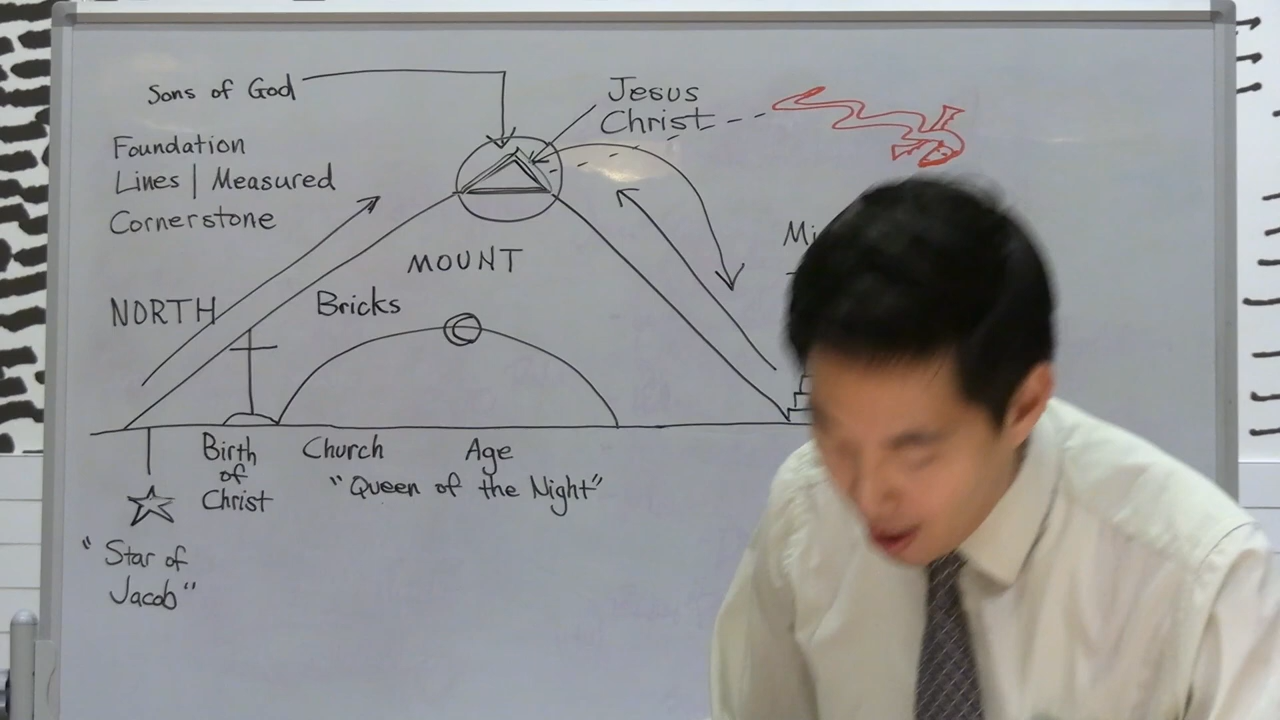 Sons of God
Jesus
Christ
Foundation
Lines | Measured
Cornerstone
MOUNT
NORTH
Bricks
Birth
of
Christ
Church Age
"Queen of the Night"
"Star of
Jacob"